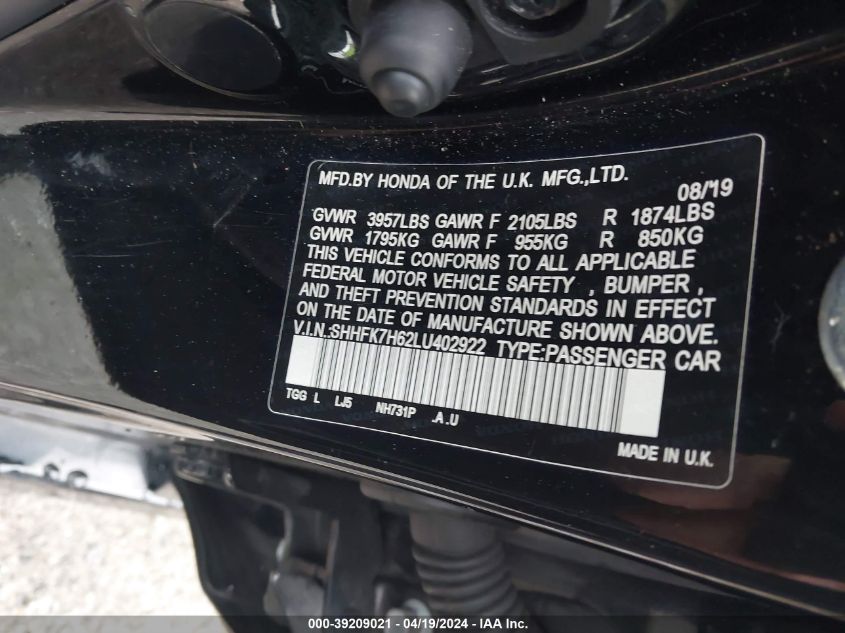 MFD.BY HONDA OF THE U.K. MFG.,LTD.
08/'19
GVWR 3957LBS GAWR F 2105LBS R 1874LBS
GVWR 1795KG GAWR F 955KG R 850KG
THIS VEHICLE CONFORMS TO ALL APPLICABLE
FEDERAL MOTOR VEHICLE SAFETY , BUMPER ,
AND THEFT PREVENTION STANDARDS IN EFFECT
ON THE DATE OF MANUFACTURE SHOWN ABOVE.
V.I.N.:SHHFK7H62LU402922 TYPE:PASSENGER CAR
TGG L LJ5 NH731P .A.U
MADE IN U.K.
000-39209021 - 04/19/2024 - IAA Inc.